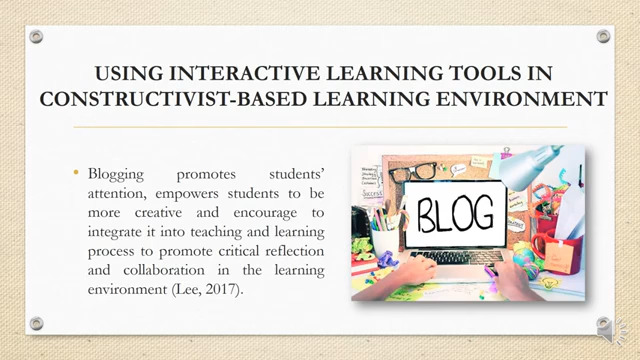 USING INTERACTIVE LEARNING TOOLS IN
CONSTRUCTIVIST-BASED LEARNING ENVIRONMENT
• Blogging promotes students’
attention, empowers students to be
more creative and encourage to
integrate it into teaching and learning
process to promote critical reflection
and collaboration in the learning
environment (Lee, 2017).
BLOG
Success